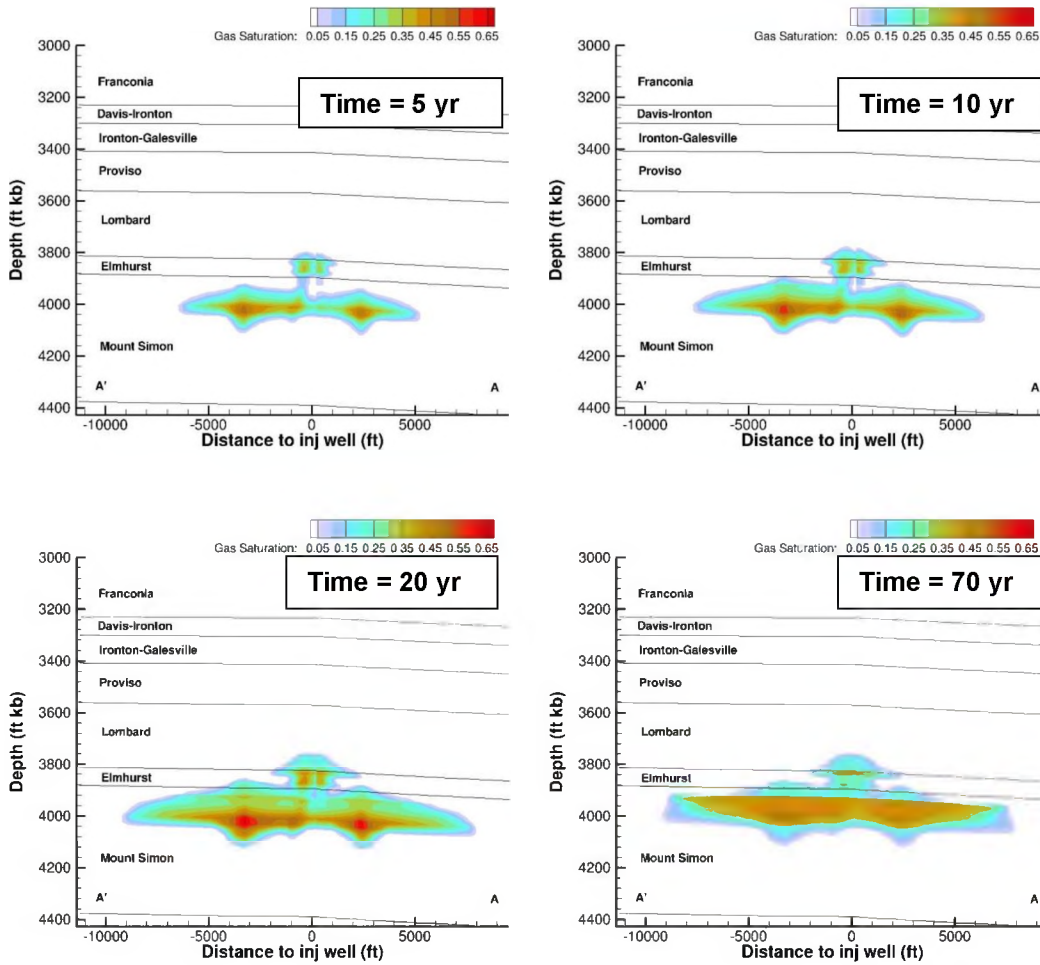 Gas Saturation: 0.05 0.15 0.25 0.35 0.45 0.55 0.65
Time = 5 yr
3000
3200
3400
3600
3800
4000
4200
4400
Depth (ft kb)
Franconia
Davis-Ironton
Ironton-Galesville
Proviso
Lombard
Elmhurst
Mount Simon
A' A
-10000 -5000 0 5000
Distance to inj well (ft)
Gas Saturation: 0.05 0.15 0.25 0.35 0.45 0.55 0.65
Time = 10 yr
3000
3200
3400
3600
3800
4000
4200
4400
Depth (ft kb)
Franconia
Davis-Ironton
Ironton-Galesville
Proviso
Lombard
Elmhurst
Mount Simon
A' A
-10000 -5000 0 5000
Distance to inj well (ft)
Gas Saturation: 0.05 0.15 0.25 0.35 0.45 0.55 0.65
Time = 20 yr
3000
3200
3400
3600
3800
4000
4200
4400
Depth (ft kb)
Franconia
Davis-Ironton
Ironton-Galesville
Proviso
Lombard
Elmhurst
Mount Simon
A' A
-10000 -5000 0 5000
Distance to inj well (ft)
Gas Saturation: 0.05 0.15 0.25 0.35 0.45 0.55 0.65
Time = 70 yr
3000
3200
3400
3600
3800
4000
4200
4400
Depth (ft kb)
Franconia
Davis-Ironton
Ironton-Galesville
Proviso
Lombard
Elmhurst
Mount Simon
A' A
-10000 -5000 0 5000
Distance to inj well (ft)